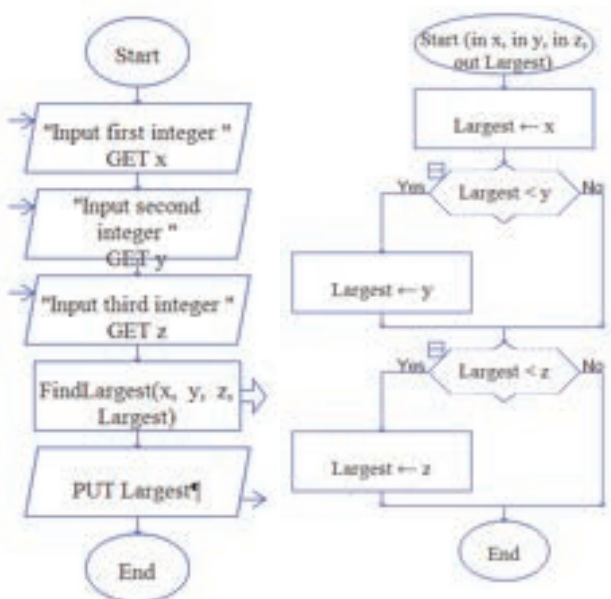 Start
"Input first integer "
GET x
"Input second
integer "
GET y
"Input third integer "
GET z
FindLargest(x, y, z,
Largest)
PUT Largest¶
End
Start (in x, in y, in z,
out Largest)
Largest ← x
Yes
Largest < y
No
Largest ← y
Yes
Largest < z
No
Largest ← z
End